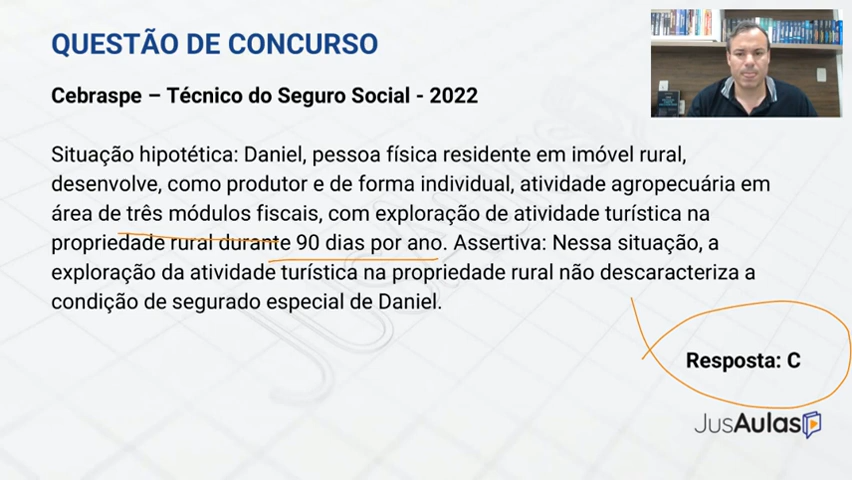 QUESTÃO DE CONCURSO
Cebraspe – Técnico do Seguro Social - 2022
Situação hipotética: Daniel, pessoa física residente em imóvel rural,
desenvolve, como produtor e de forma individual, atividade agropecuária em
área de três módulos fiscais, com exploração de atividade turística na
propriedade rural durante 90 dias por ano. Assertiva: Nessa situação, a
exploração da atividade turística na propriedade rural não descaracteriza a
condição de segurado especial de Daniel.
Resposta: C
JusAulas